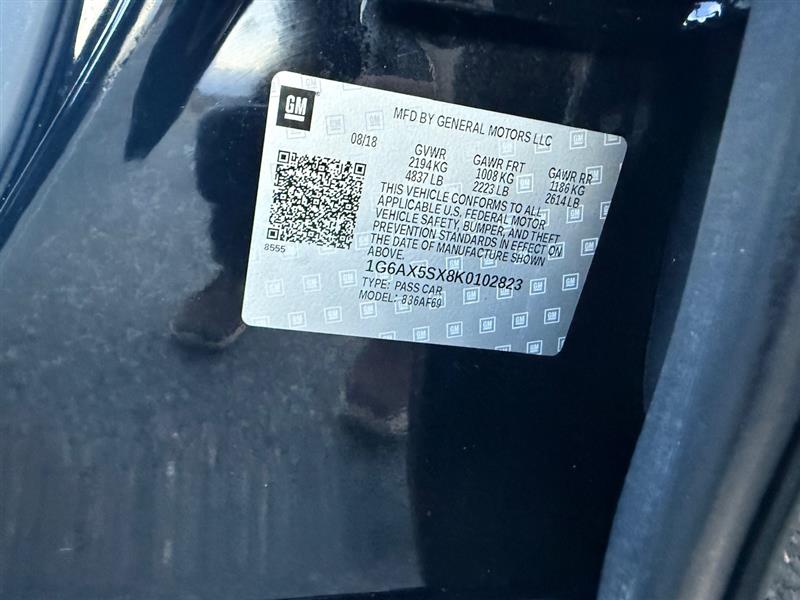 GM
MFD BY GENERAL MOTORS LLC
08/18
GVWR GAWR FRT GAWR RR
2194 KG 1008 KG 1186 KG
4837 LB 2223 LB 2614 LB
THIS VEHICLE CONFORMS TO ALL
APPLICABLE U.S. FEDERAL MOTOR
VEHICLE SAFETY, BUMPER, AND THEFT
PREVENTION STANDARDS IN EFFECT ON
THE DATE OF MANUFACTURE SHOWN
ABOVE.
8555
1G6AX5SX8K0102823
TYPE: PASS CAR
MODEL: 836AF69